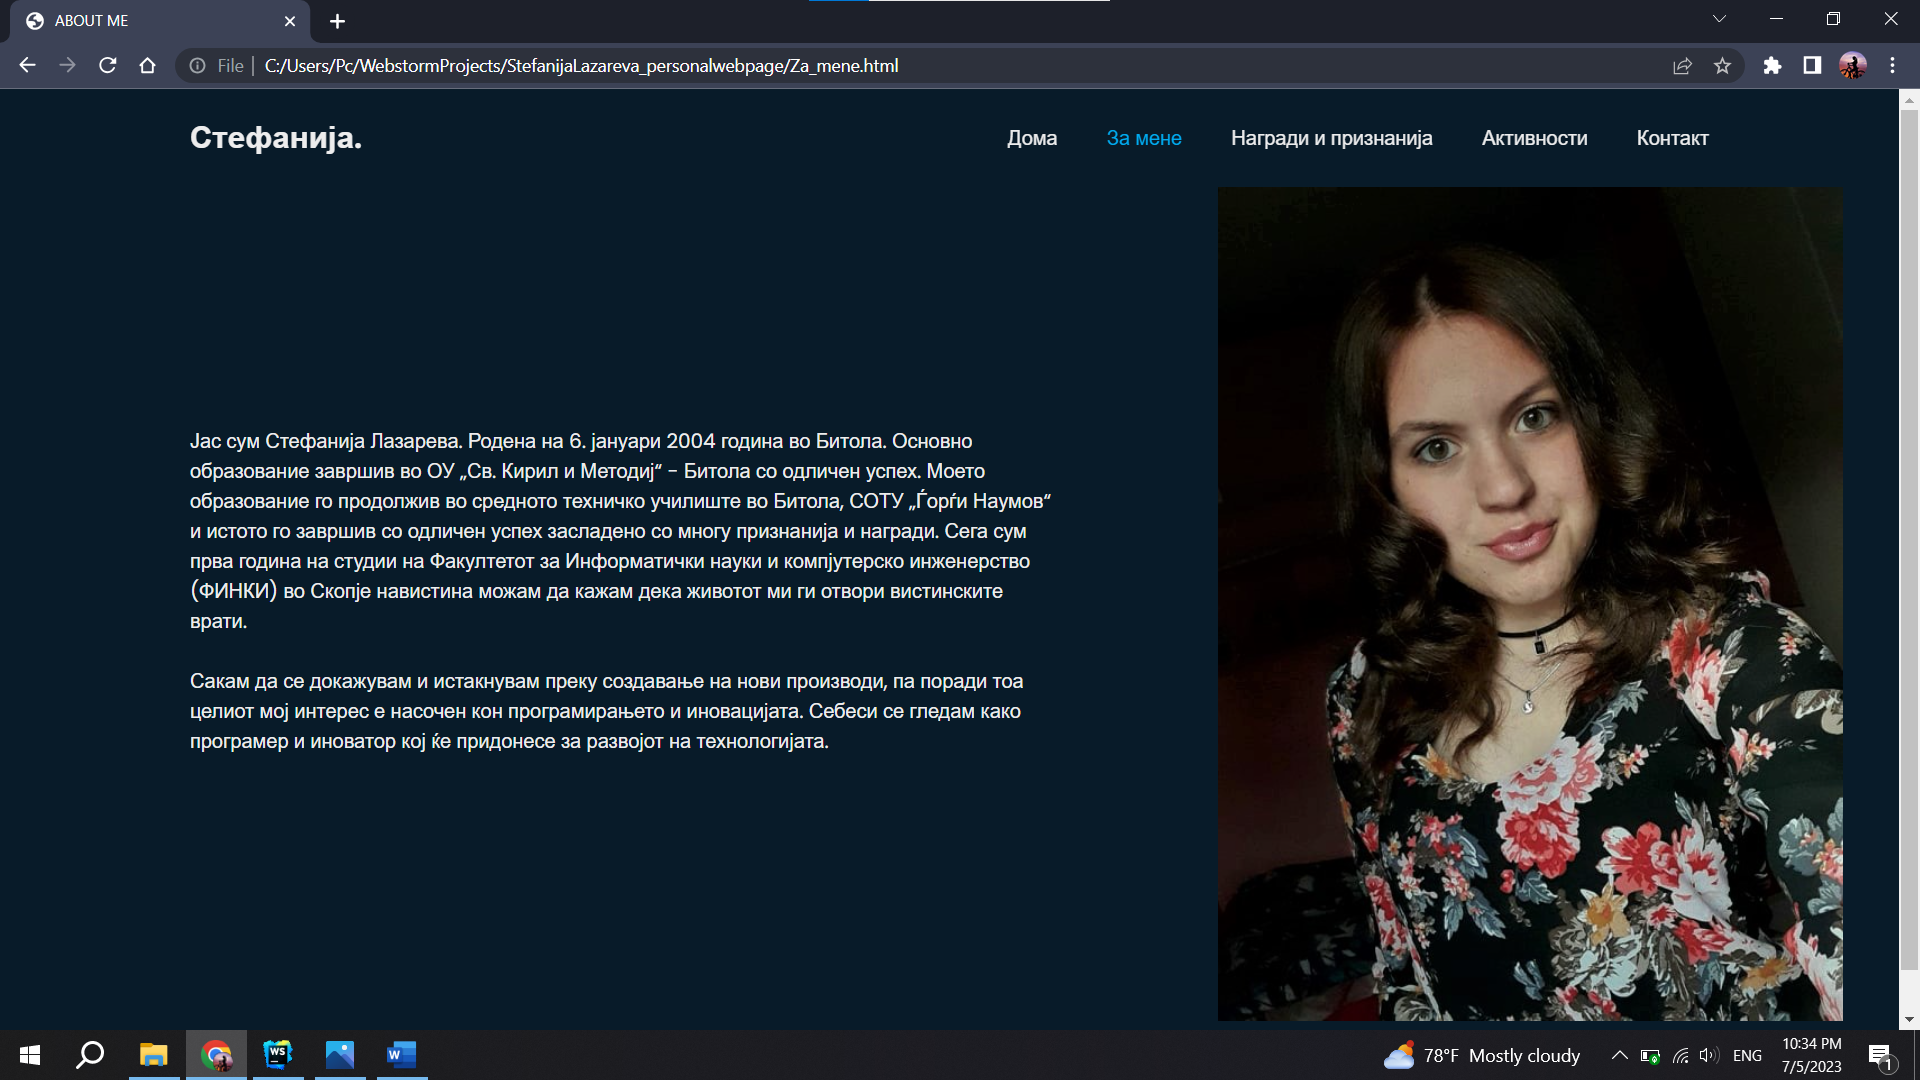 ABOUT ME
File
C:/Users/Pc/WebstormProjects/StefanijaLazareva_personalwebpage/Za_mene.html
Стефанија.
Дома
За мене
Награди и признанија
Активности
Контакт
Јас сум Стефанија Лазарева. Родена на 6. јануари 2004 година во Битола. Основно
образование завршив во ОУ „Св. Кирил и Методиј“ - Битола со одличен успех. Моето
образование го продолжив во средното техничко училиште во Битола, СОТУ „Ѓорѓи Наумов“
и истото го завршив со одличен успех засладено со многу признанија и награди. Сега сум
прва година на студии на Факултетот за Информатички науки и компјутерско инженерство
(ФИНКИ) во Скопје навистина можам да кажам дека животот ми ги отвори вистинските
врати.
Сакам да се докажувам и истакнувам преку создавање на нови производи, па поради тоа
целиот мој интерес е насочен кон програмирањето и иновацијата. Себеси се гледам како
програмер и иноватор кој ќе придонесе за развојот на технологијата.
WS
W
78°F Mostly cloudy
ENG
10:34 PM
7/5/2023
1